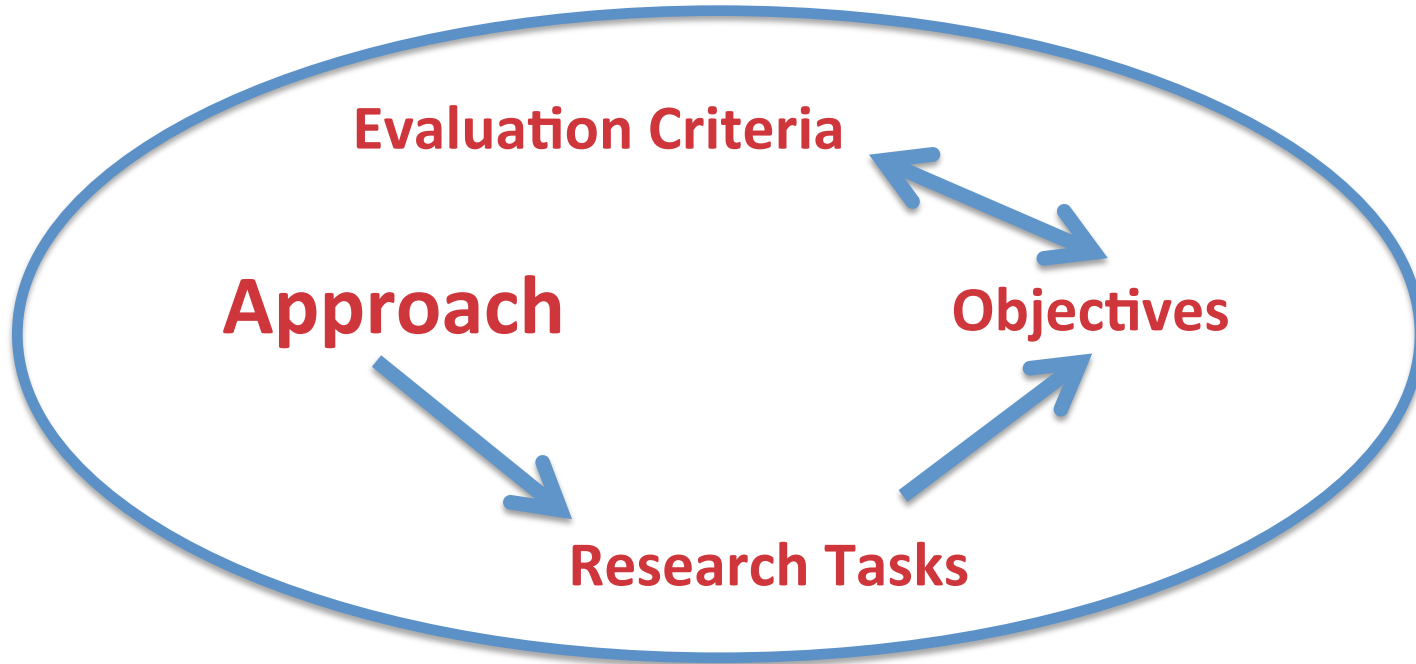 Evaluation Criteria
Approach
Objectives
Research Tasks